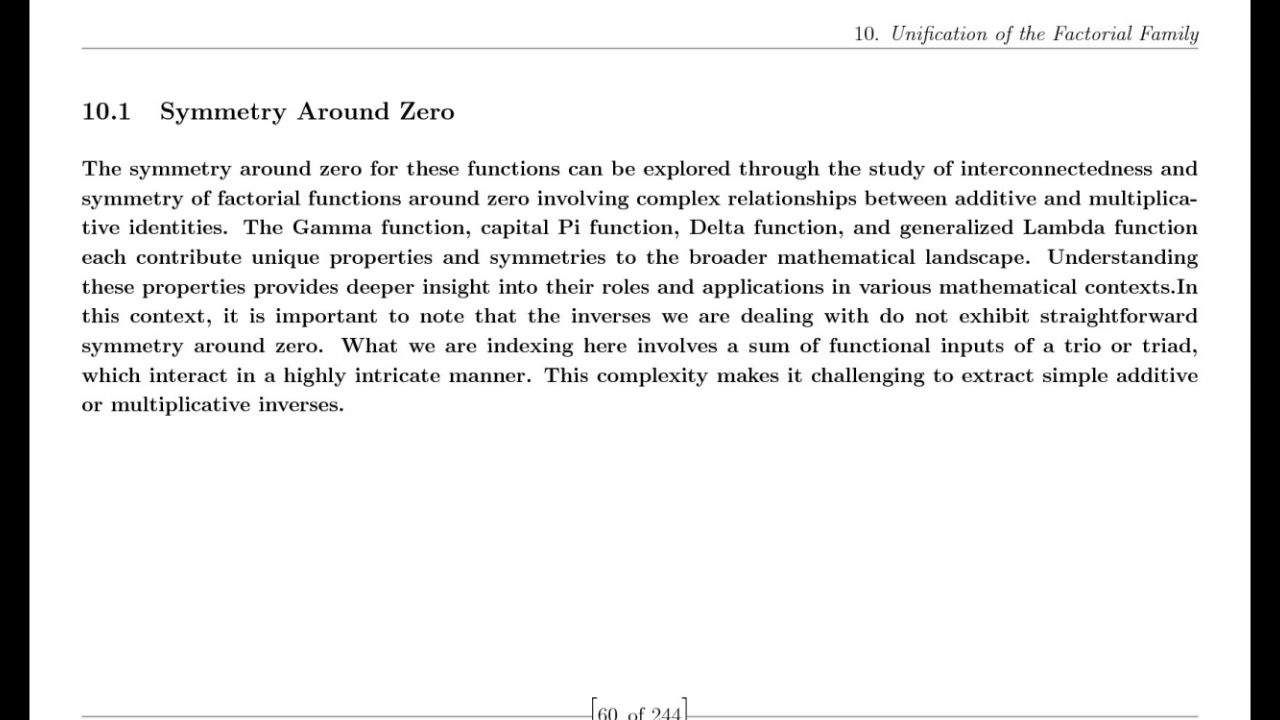 10. Unification of the Factorial Family
10.1 Symmetry Around Zero
The symmetry around zero for these functions can be explored through the study of interconnectedness and
symmetry of factorial functions around zero involving complex relationships between additive and multiplica-
tive identities. The Gamma function, capital Pi function, Delta function, and generalized Lambda function
each contribute unique properties and symmetries to the broader mathematical landscape. Understanding
these properties provides deeper insight into their roles and applications in various mathematical contexts.In
this context, it is important to note that the inverses we are dealing with do not exhibit straightforward
symmetry around zero. What we are indexing here involves a sum of functional inputs of a trio or triad,
which interact in a highly intricate manner. This complexity makes it challenging to extract simple additive
or multiplicative inverses.
[60 of 244]